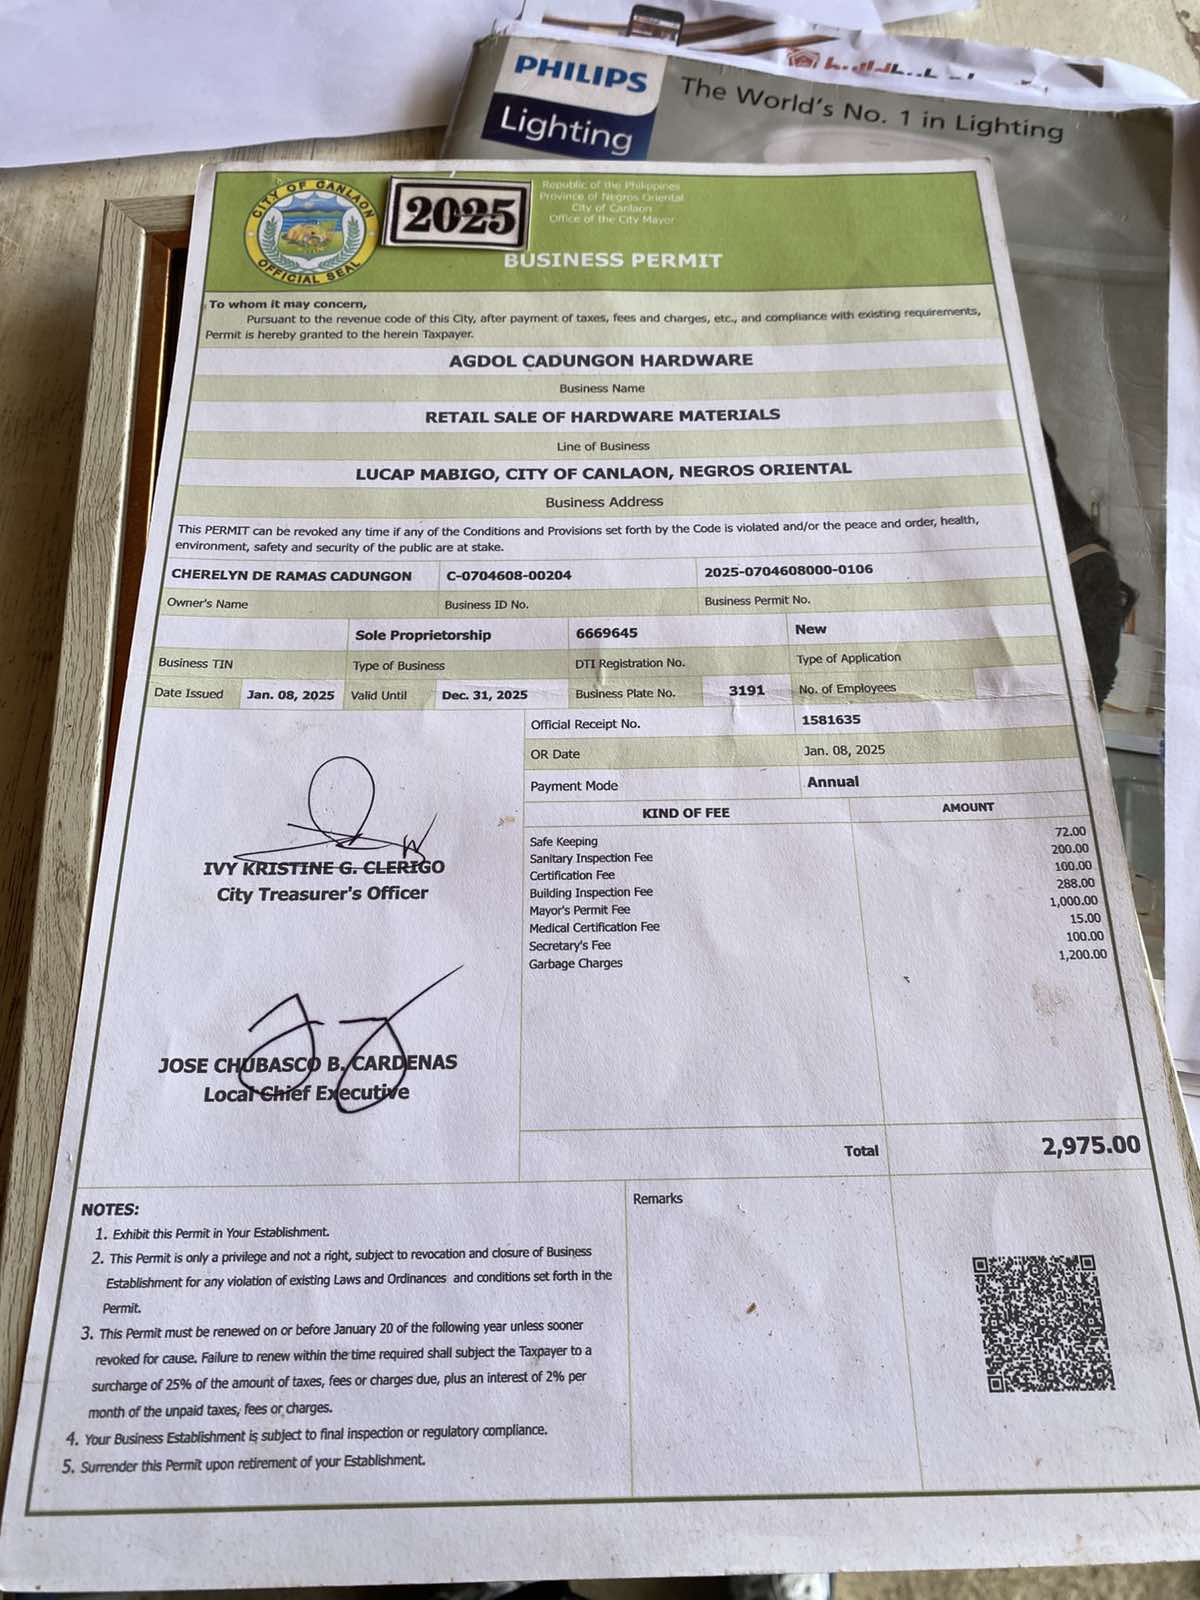 PHILIPS
Lighting
The World's No. 1 in Lighting
CITY OF CANLAON
OFFICIAL SEAL
2025
Republic of the Philippines
Province of Negros Oriental
City of Canlaon
Office of the City Mayor
BUSINESS PERMIT
To whom it may concern,
Pursuant to the revenue code of this City, after payment of taxes, fees and charges, etc., and compliance with existing requirements,
Permit is hereby granted to the herein Taxpayer.
AGDOL CADUNGON HARDWARE
Business Name
RETAIL SALE OF HARDWARE MATERIALS
Line of Business
LUCAP MABIGO, CITY OF CANLAON, NEGROS ORIENTAL
Business Address
This PERMIT can be revoked any time if any of the Conditions and Provisions set forth by the Code is violated and/or the peace and order, health,
environment, safety and security of the public are at stake.
CHERELYN DE RAMAS CADUNGON C-0704608-00204 2025-0704608000-0106
Owner's Name Business ID No. Business Permit No.
Sole Proprietorship 6669645 New
Business TIN Type of Business DTI Registration No. Type of Application
Date Issued Jan. 08, 2025 Valid Until Dec. 31, 2025 Business Plate No. 3191 No. of Employees
Official Receipt No. 1581635
OR Date Jan. 08, 2025
Payment Mode Annual
KIND OF FEE AMOUNT
Safe Keeping 72.00
Sanitary Inspection Fee 200.00
Certification Fee 100.00
Building Inspection Fee 288.00
Mayor's Permit Fee 1,000.00
Medical Certification Fee 15.00
Secretary's Fee 100.00
Garbage Charges 1,200.00
IVY KRISTINE G. CLERIGO
City Treasurer's Officer
JOSE CHUBASCO B. CARDENAS
Local Chief Executive
Total 2,975.00
NOTES:
1. Exhibit this Permit in Your Establishment.
2. This Permit is only a privilege and not a right, subject to revocation and closure of Business
Establishment for any violation of existing Laws and Ordinances and conditions set forth in the
Permit.
3. This Permit must be renewed on or before January 20 of the following year unless sooner
revoked for cause. Failure to renew within the time required shall subject the Taxpayer to a
surcharge of 25% of the amount of taxes, fees or charges due, plus an interest of 2% per
month of the unpaid taxes, fees or charges.
4. Your Business Establishment is subject to final inspection or regulatory compliance.
5. Surrender this Permit upon retirement of your Establishment.
Remarks